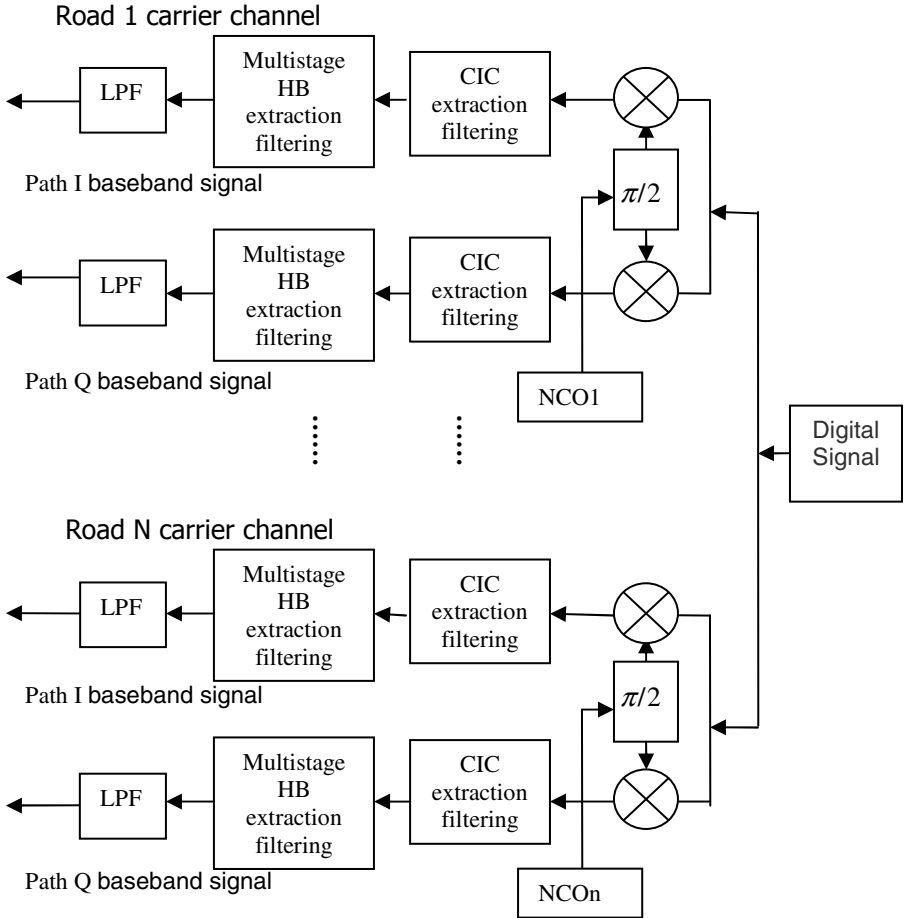 Road 1 carrier channel
LPF
Multistage
HB
extraction
filtering
CIC
extraction
filtering
π/2
Path I baseband signal
LPF
Multistage
HB
extraction
filtering
CIC
extraction
filtering
Path Q baseband signal
NCO1
Digital
Signal
Road N carrier channel
LPF
Multistage
HB
extraction
filtering
CIC
extraction
filtering
π/2
Path I baseband signal
LPF
Multistage
HB
extraction
filtering
CIC
extraction
filtering
Path Q baseband signal
NCOn